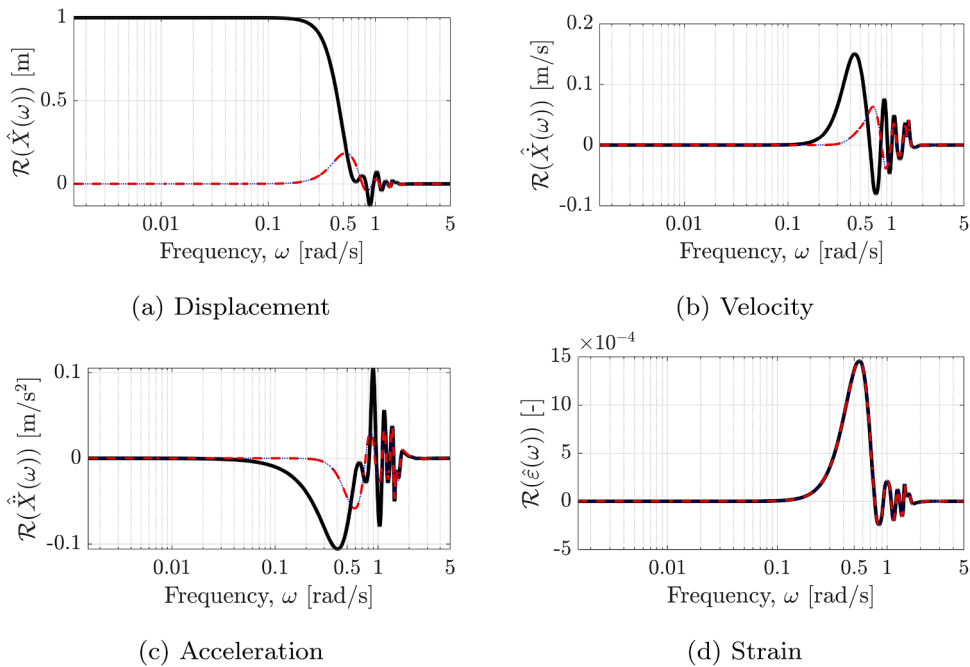 1
0.5
0
ℛ(X̂(ω)) [m]
0.01 0.1 0.5 1 5
Frequency, ω [rad/s]
(a) Displacement
0.2
0.1
0
-0.1
ℛ(Ẋ̂(ω)) [m/s]
0.01 0.1 0.5 1 5
Frequency, ω [rad/s]
(b) Velocity
0.1
0
-0.1
ℛ(Ẍ̂(ω)) [m/s²]
0.01 0.1 0.5 1 5
Frequency, ω [rad/s]
(c) Acceleration
×10⁻⁴
15
10
5
0
-5
ℛ(ε̂(ω)) [-]
0.01 0.1 0.5 1 5
Frequency, ω [rad/s]
(d) Strain